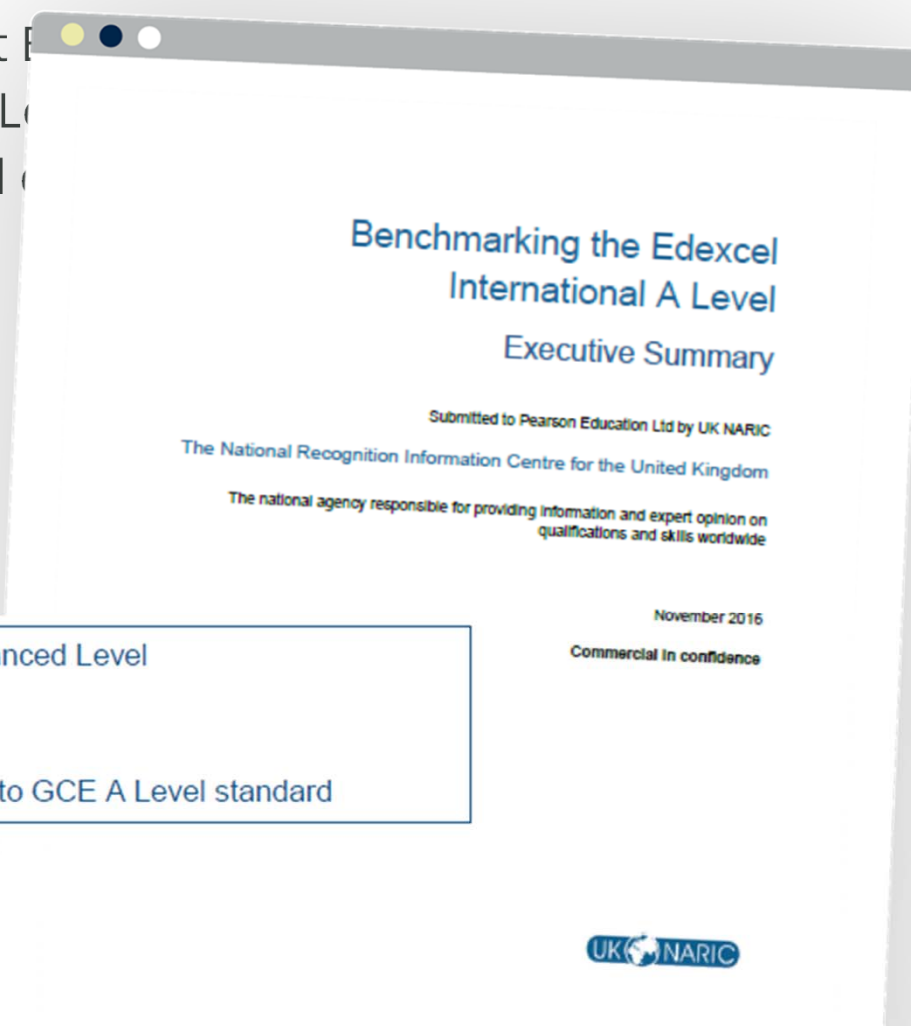 Benchmarking the Edexcel
International A Level
Executive Summary
Submitted to Pearson Education Ltd by UK NARIC
The National Recognition Information Centre for the United Kingdom
The national agency responsible for providing information and expert opinion on
qualifications and skills worldwide
November 2016
Commercial in confidence
Level
to GCE A Level standard
UK NARIC